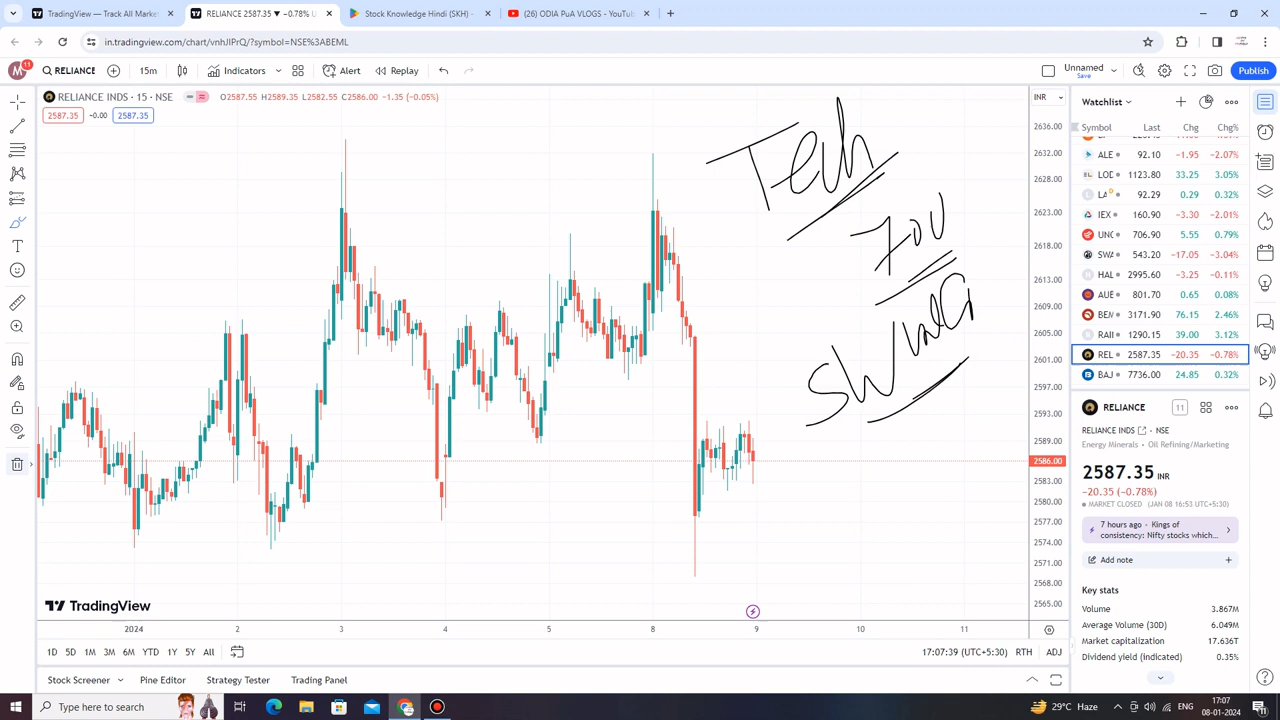 TradingView — Track All Market
RELIANCE 2587.35 ▼ −0.78% U
Stock Knowledge Hindi (SKH)
(26) ODIA PuA VLOGS - YouTub
in.tradingview.com/chart/vnhJIPrQ/?symbol=NSE%3ABEML
M 11 RELIANCE 15m Indicators Alert Replay Unnamed Save Publish
RELIANCE INDS · 15 · NSE O2587.55 H2589.35 L2582.55 C2586.00 −1.35 (−0.05%)
2587.35 −0.00 2587.35
INR
2636.00
2632.00
2628.00
2623.00
2618.00
2613.00
2609.00
2605.00
2601.00
2597.00
2593.00
2589.00
2586.00
2583.00
2580.00
2577.00
2574.00
2571.00
2568.00
2565.00
Tech
TradingView
2024 2 3 4 5 8 9 10 11
1D 5D 1M 3M 6M YTD 1Y 5Y All 17:07:39 (UTC+5:30) RTH ADJ
Stock Screener Pine Editor Strategy Tester Trading Panel
Watchlist
Symbol Last Chg Chg%
ALE 92.10 −1.95 −2.07%
LOD 1123.80 33.25 3.05%
LA D 92.29 0.29 0.32%
IEX 160.90 −3.30 −2.01%
UNO 706.90 5.55 0.79%
SWA 543.20 −17.05 −3.04%
HAL 2995.60 −3.25 −0.11%
AUE 801.70 0.65 0.08%
BEM 3171.90 76.15 2.46%
RAII 1290.15 39.00 3.12%
REL 2587.35 −20.35 −0.78%
BAJ 7736.00 24.85 0.32%
RELIANCE 11
RELIANCE INDS · NSE
Energy Minerals · Oil Refining/Marketing
2587.35 INR
−20.35 (−0.78%)
MARKET CLOSED (JAN 08 16:53 UTC+5:30)
7 hours ago · Kings of
consistency: Nifty stocks which...
Add note
Key stats
Volume 3.867M
Average Volume (30D) 6.049M
Market capitalization 17.636T
Dividend yield (indicated) 0.35%
Type here to search
29°C Haze ENG 17:07
08-01-2024